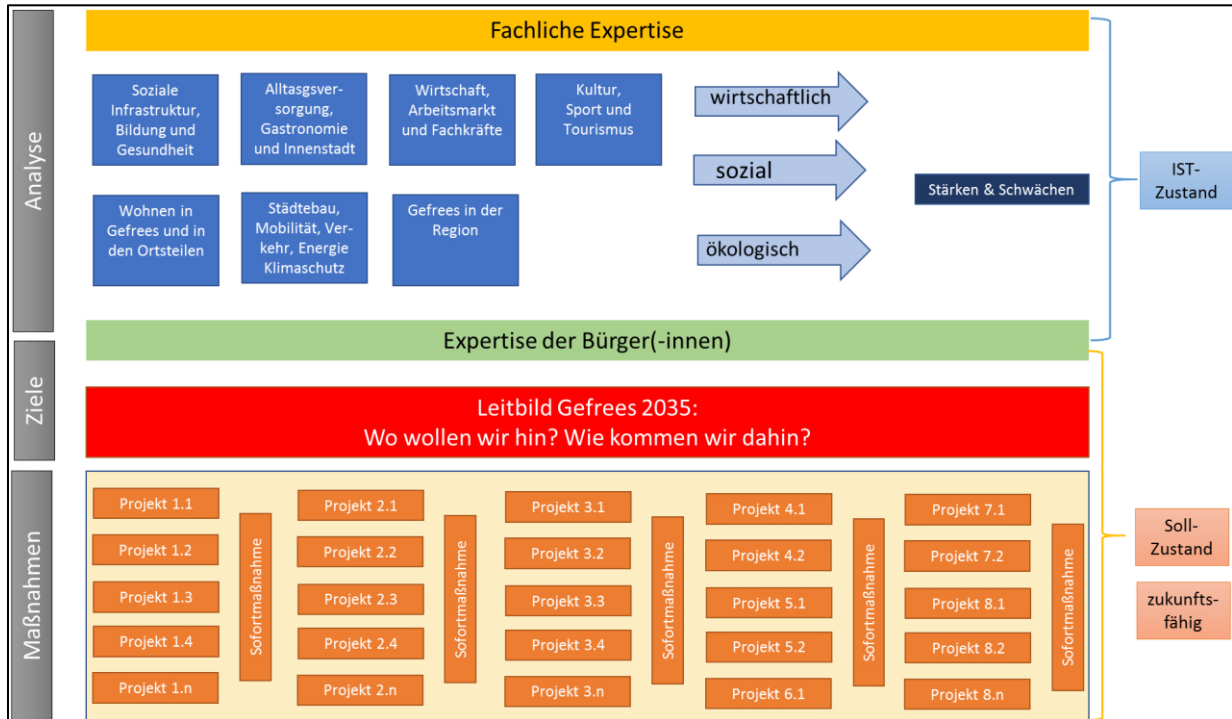 Analyse
Fachliche Expertise
Soziale
Infrastruktur,
Bildung und
Gesundheit
Alltasgsver-
sorgung,
Gastronomie
und Innenstadt
Wirtschaft,
Arbeitsmarkt
und Fachkräfte
Kultur,
Sport und
Tourismus
Wohnen in
Gefrees und in
den Ortsteilen
Städtebau,
Mobilität, Ver-
kehr, Energie
Klimaschutz
Gefrees in der
Region
wirtschaftlich
sozial
ökologisch
Stärken & Schwächen
IST-
Zustand
Expertise der Bürger(-innen)
Ziele
Leitbild Gefrees 2035:
Wo wollen wir hin? Wie kommen wir dahin?
Maßnahmen
Projekt 1.1
Projekt 1.2
Projekt 1.3
Projekt 1.4
Projekt 1.n
Sofortmaßnahme
Projekt 2.1
Projekt 2.2
Projekt 2.3
Projekt 2.4
Projekt 2.n
Sofortmaßnahme
Projekt 3.1
Projekt 3.2
Projekt 3.3
Projekt 3.4
Projekt 3.n
Sofortmaßnahme
Projekt 4.1
Projekt 4.2
Projekt 5.1
Projekt 5.2
Projekt 6.1
Sofortmaßnahme
Projekt 7.1
Projekt 7.2
Projekt 8.1
Projekt 8.2
Projekt 8.n
Sofortmaßnahme
Soll-
Zustand
zukunfts-
fähig